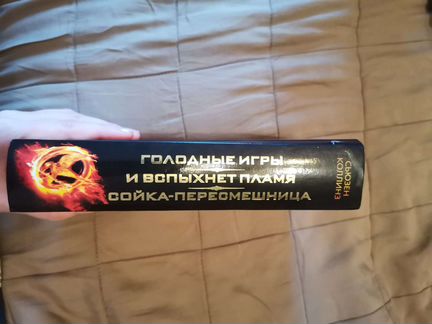 СЬЮЗЕН
КОЛЛИНЗ
ГОЛОДНЫЕ ИГРЫ
И ВСПЫХНЕТ ПЛАМЯ
СОЙКА-ПЕРЕСМЕШНИЦА